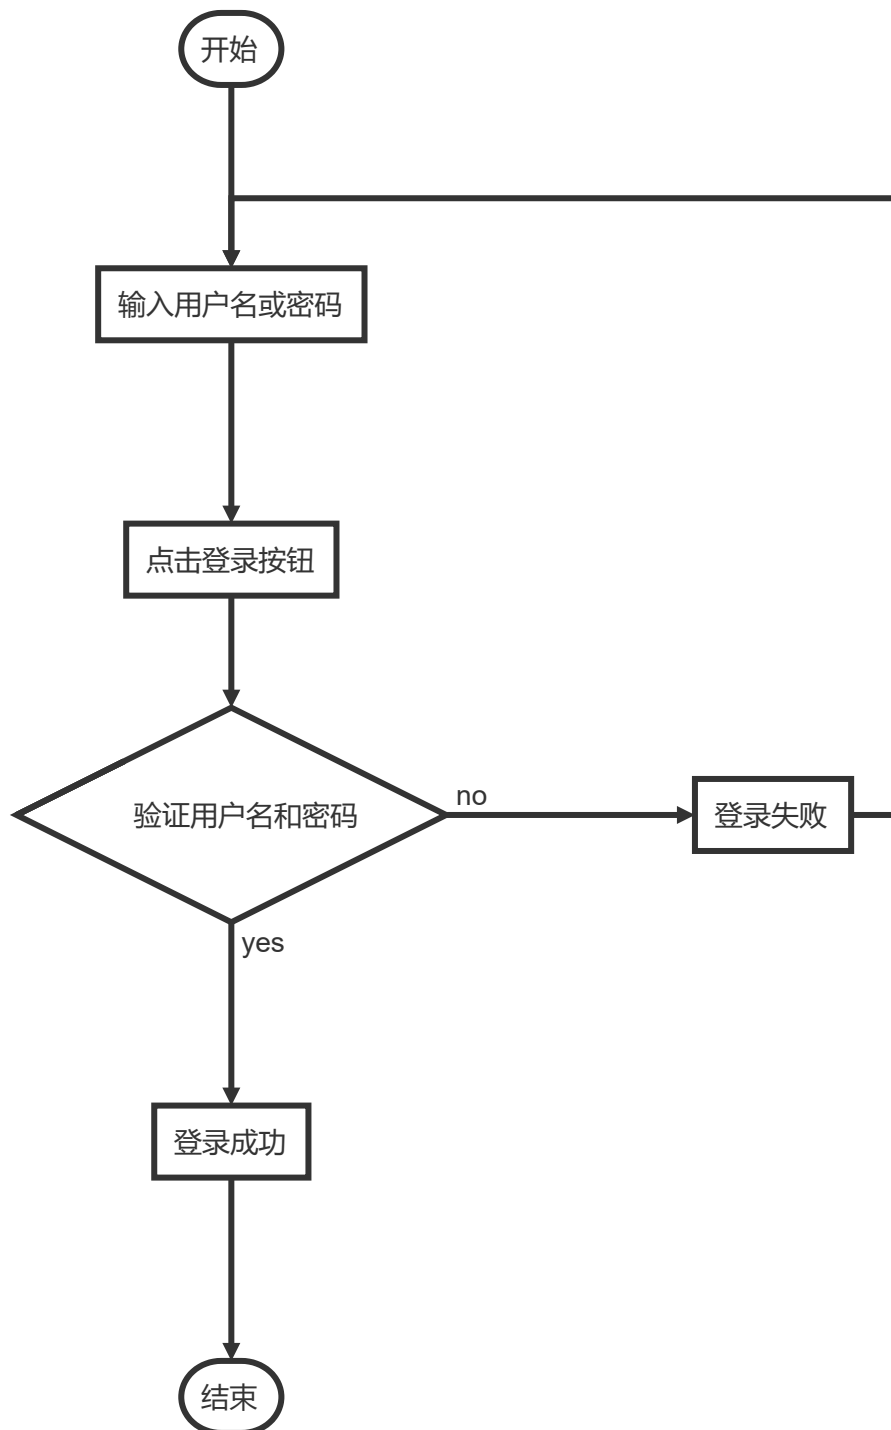 开始
输入用户名或密码
点击登录按钮
验证用户名和密码
no
登录失败
yes
登录成功
结束